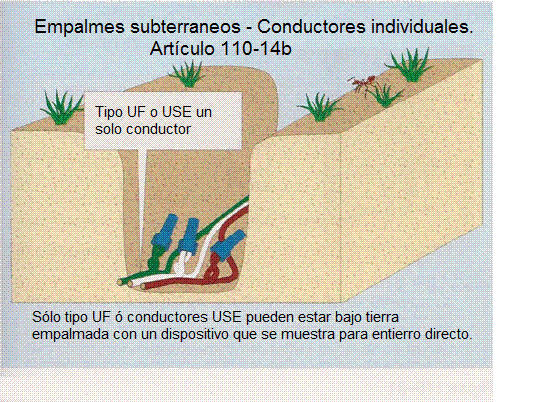 Empalmes subterraneos - Conductores individuales.
Artículo 110-14b
Tipo UF o USE un
solo conductor
Sólo tipo UF ó conductores USE pueden estar bajo tierra
empalmada con un dispositivo que se muestra para entierro directo.